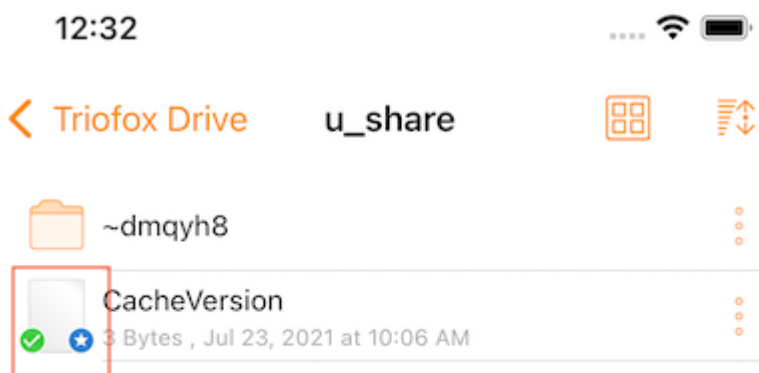 12:32
Triofox Drive u_share
~dmqyh8
CacheVersion
3 Bytes , Jul 23, 2021 at 10:06 AM